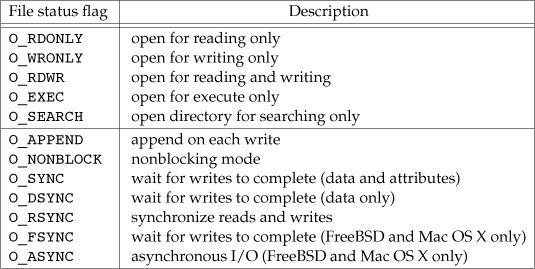 File status flag Description
O_RDONLY open for reading only
O_WRONLY open for writing only
O_RDWR open for reading and writing
O_EXEC open for execute only
O_SEARCH open directory for searching only
O_APPEND append on each write
O_NONBLOCK nonblocking mode
O_SYNC wait for writes to complete (data and attributes)
O_DSYNC wait for writes to complete (data only)
O_RSYNC synchronize reads and writes
O_FSYNC wait for writes to complete (FreeBSD and Mac OS X only)
O_ASYNC asynchronous I/O (FreeBSD and Mac OS X only)